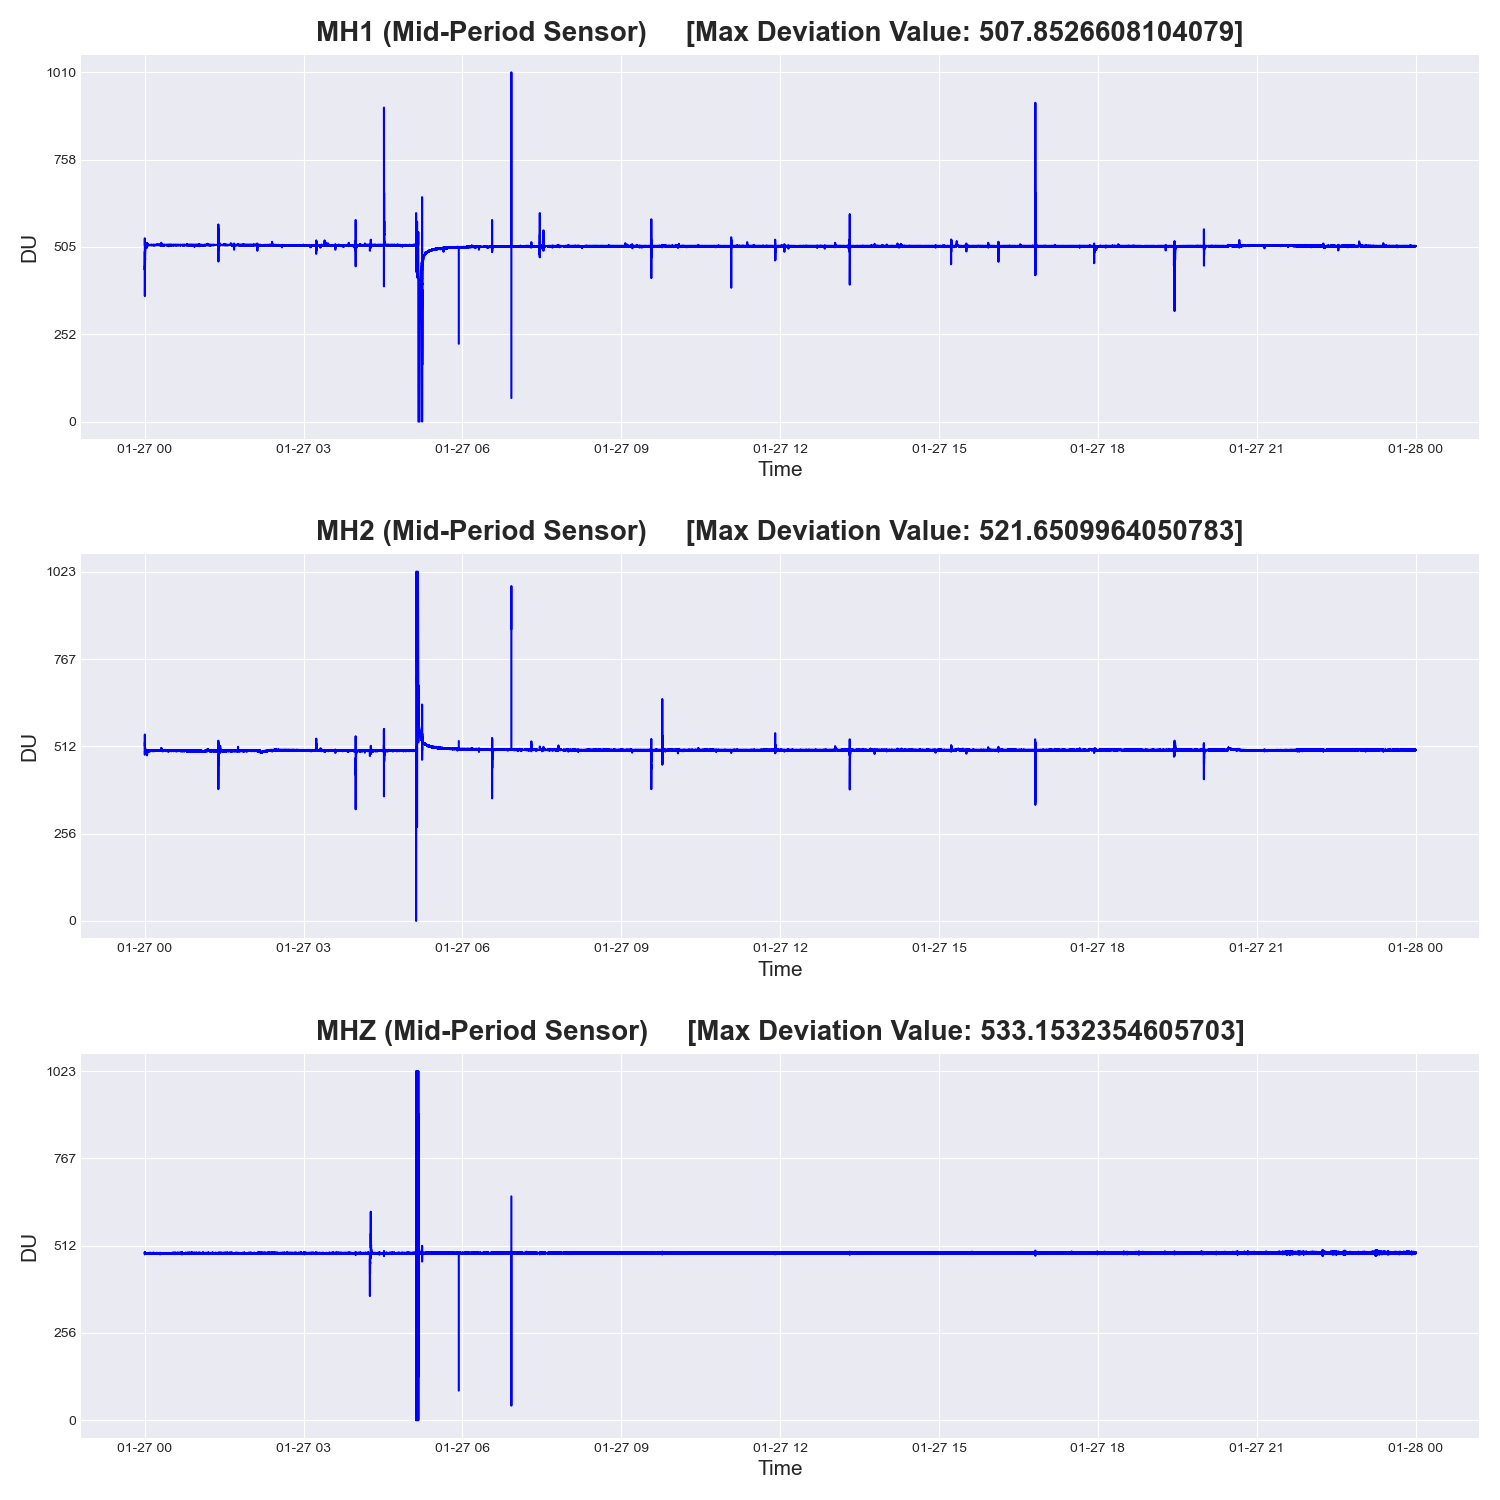 MH1 (Mid-Period Sensor) [Max Deviation Value: 507.8526608104079]
1010
758
505
252
0
DU
01-27 00 01-27 03 01-27 06 01-27 09 01-27 12 01-27 15 01-27 18 01-27 21 01-28 00
Time
MH2 (Mid-Period Sensor) [Max Deviation Value: 521.6509964050783]
1023
767
512
256
0
DU
01-27 00 01-27 03 01-27 06 01-27 09 01-27 12 01-27 15 01-27 18 01-27 21 01-28 00
Time
MHZ (Mid-Period Sensor) [Max Deviation Value: 533.1532354605703]
1023
767
512
256
0
DU
01-27 00 01-27 03 01-27 06 01-27 09 01-27 12 01-27 15 01-27 18 01-27 21 01-28 00
Time